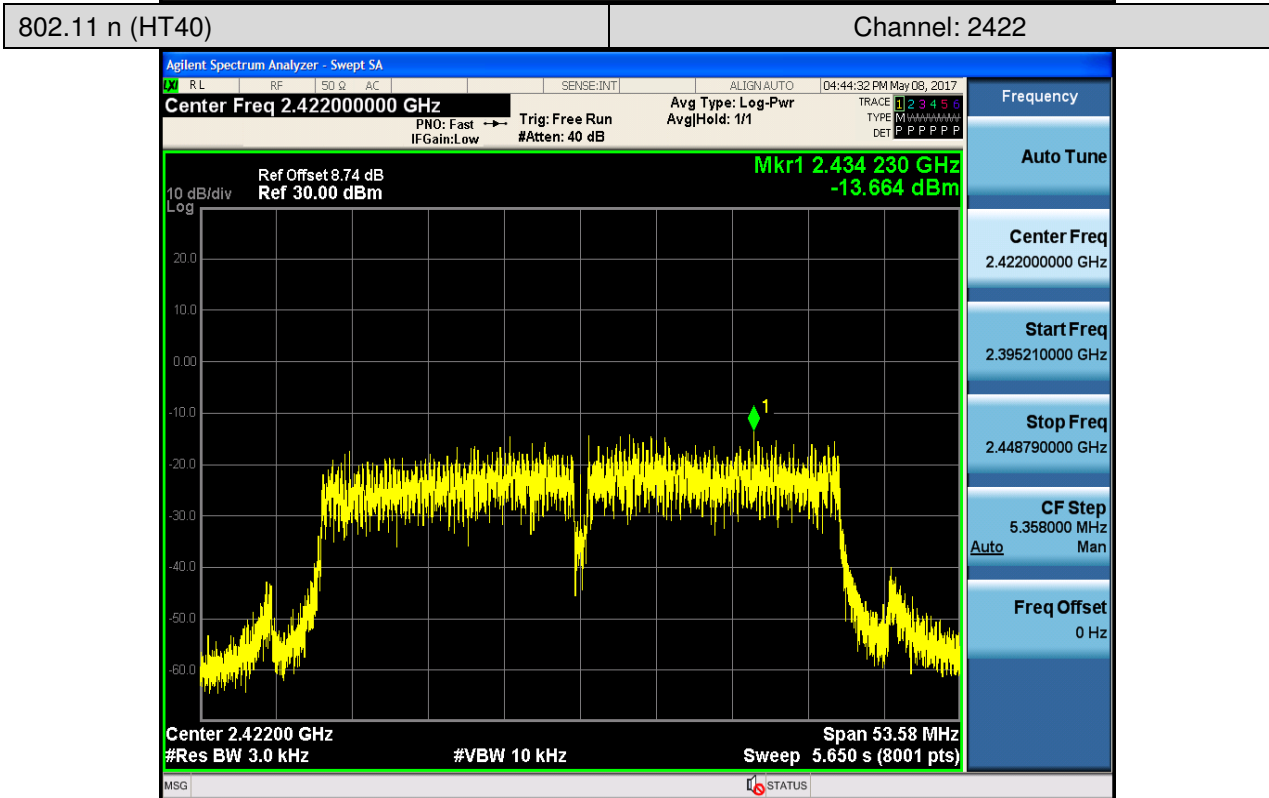 802.11 n (HT40) Channel: 2422
Agilent Spectrum Analyzer - Swept SA
LXI RL RF 50 Ω AC SENSE:INT ALIGN AUTO 04:44:32 PM May 08, 2017
Center Freq 2.422000000 GHz Avg Type: Log-Pwr TRACE 1 2 3 4 5 6
PNO: Fast Trig: Free Run Avg|Hold: 1/1 TYPE M WWWWW
IFGain:Low #Atten: 40 dB DET P P P P P P
Mkr1 2.434 230 GHz
-13.664 dBm
Ref Offset 8.74 dB
10 dB/div Ref 30.00 dBm
Log
20.0
10.0
0.00
-10.0
-20.0
-30.0
-40.0
-50.0
-60.0
1
Center 2.42200 GHz Span 53.58 MHz
#Res BW 3.0 kHz #VBW 10 kHz Sweep 5.650 s (8001 pts)
MSG STATUS
Frequency
Auto Tune
Center Freq
2.422000000 GHz
Start Freq
2.395210000 GHz
Stop Freq
2.448790000 GHz
CF Step
5.358000 MHz
Auto Man
Freq Offset
0 Hz